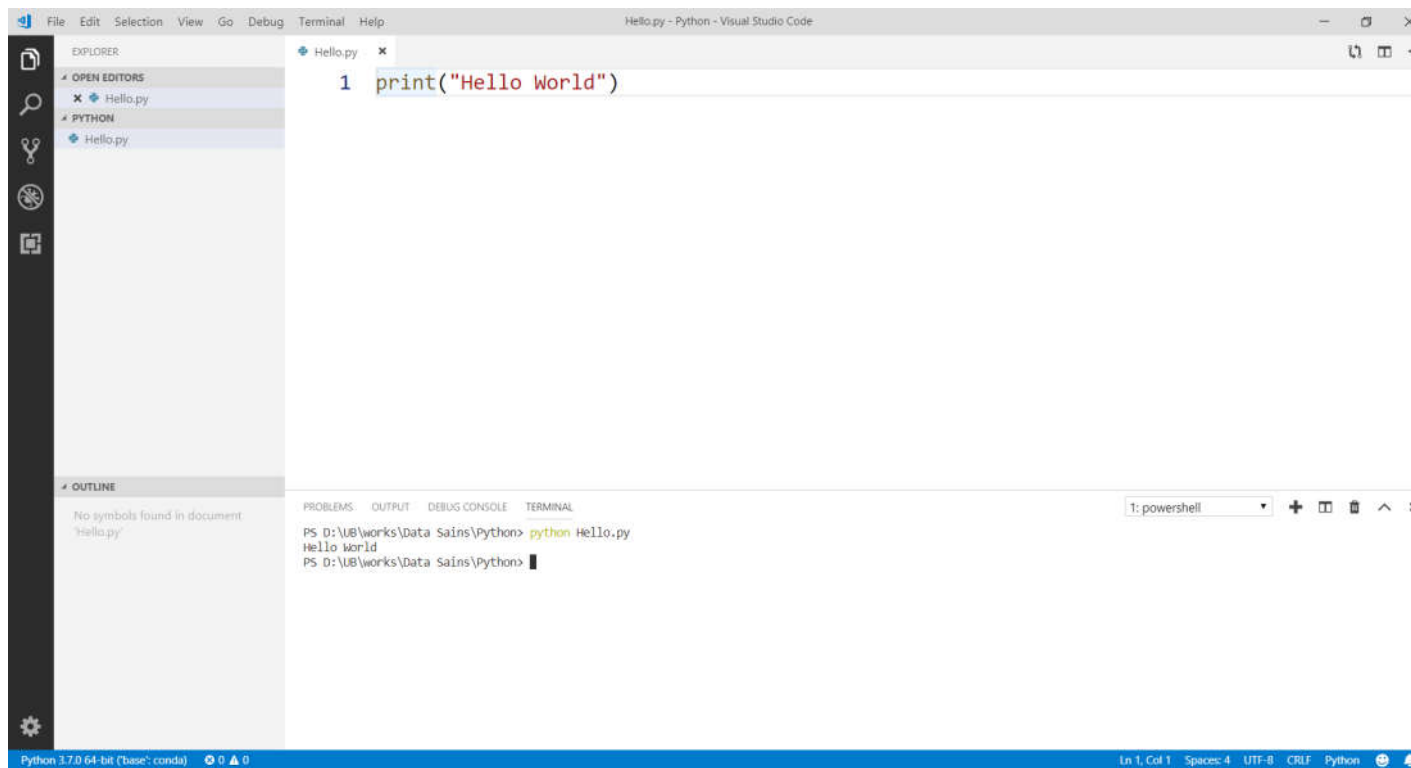 File Edit Selection View Go Debug Terminal Help
Hello.py - Python - Visual Studio Code
EXPLORER
OPEN EDITORS
Hello.py
PYTHON
Hello.py
OUTLINE
No symbols found in document
'Hello.py'
Hello.py
1 print("Hello World")
PROBLEMS OUTPUT DEBUG CONSOLE TERMINAL
1: powershell
PS D:\UB\works\Data Sains\Python> python Hello.py
Hello World
PS D:\UB\works\Data Sains\Python>
Python 3.7.0 64-bit ('base': conda) 0 0
Ln 1, Col 1 Spaces: 4 UTF-8 CRLF Python